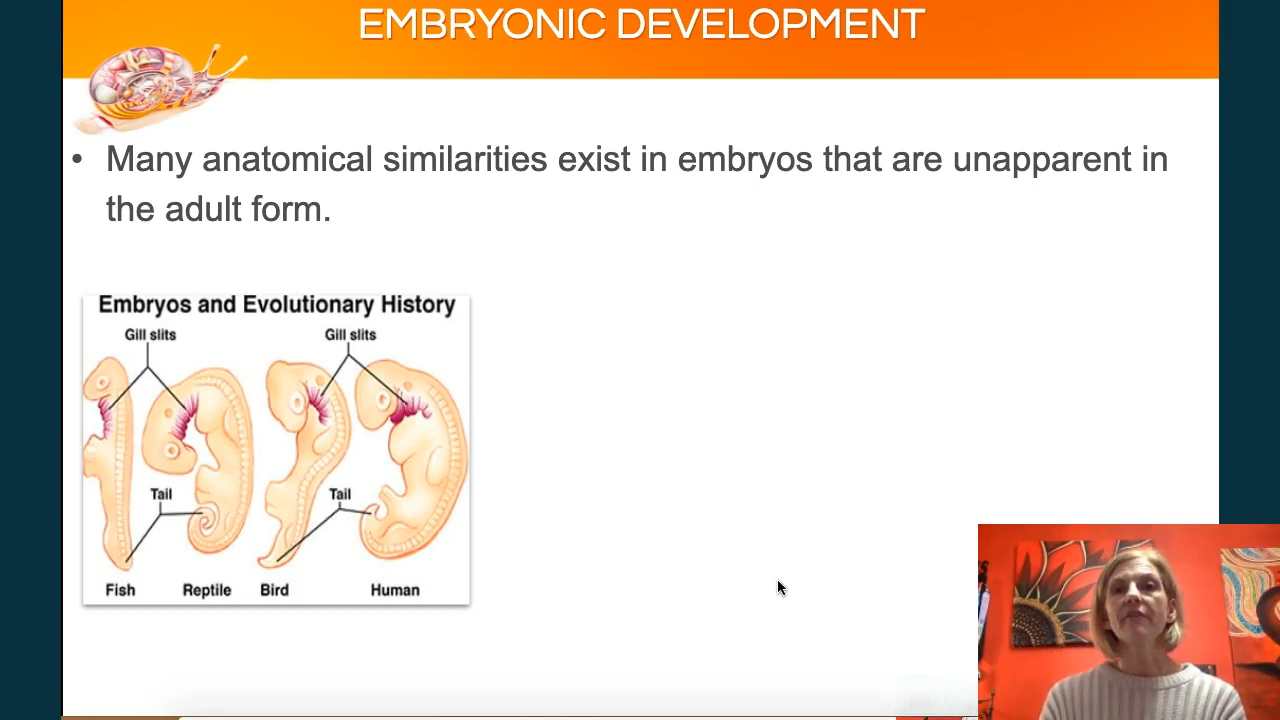 EMBRYONIC DEVELOPMENT
• Many anatomical similarities exist in embryos that are unapparent in
the adult form.
Embryos and Evolutionary History
Gill slits
Gill slits
Tail
Tail
Fish
Reptile
Bird
Human